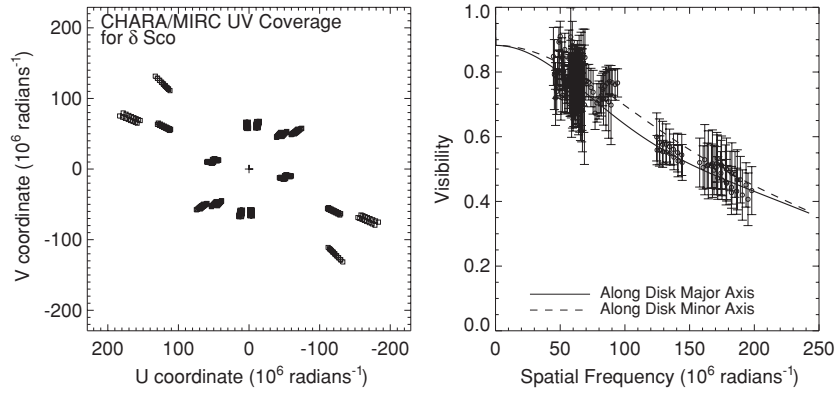 CHARA/MIRC UV Coverage
for δ Sco
V coordinate (10⁶ radians⁻¹)
200
100
0
-100
-200
200 100 0 -100 -200
U coordinate (10⁶ radians⁻¹)
Visibility
1.0
0.8
0.6
0.4
0.2
0.0
Along Disk Major Axis
Along Disk Minor Axis
0 50 100 150 200 250
Spatial Frequency (10⁶ radians⁻¹)